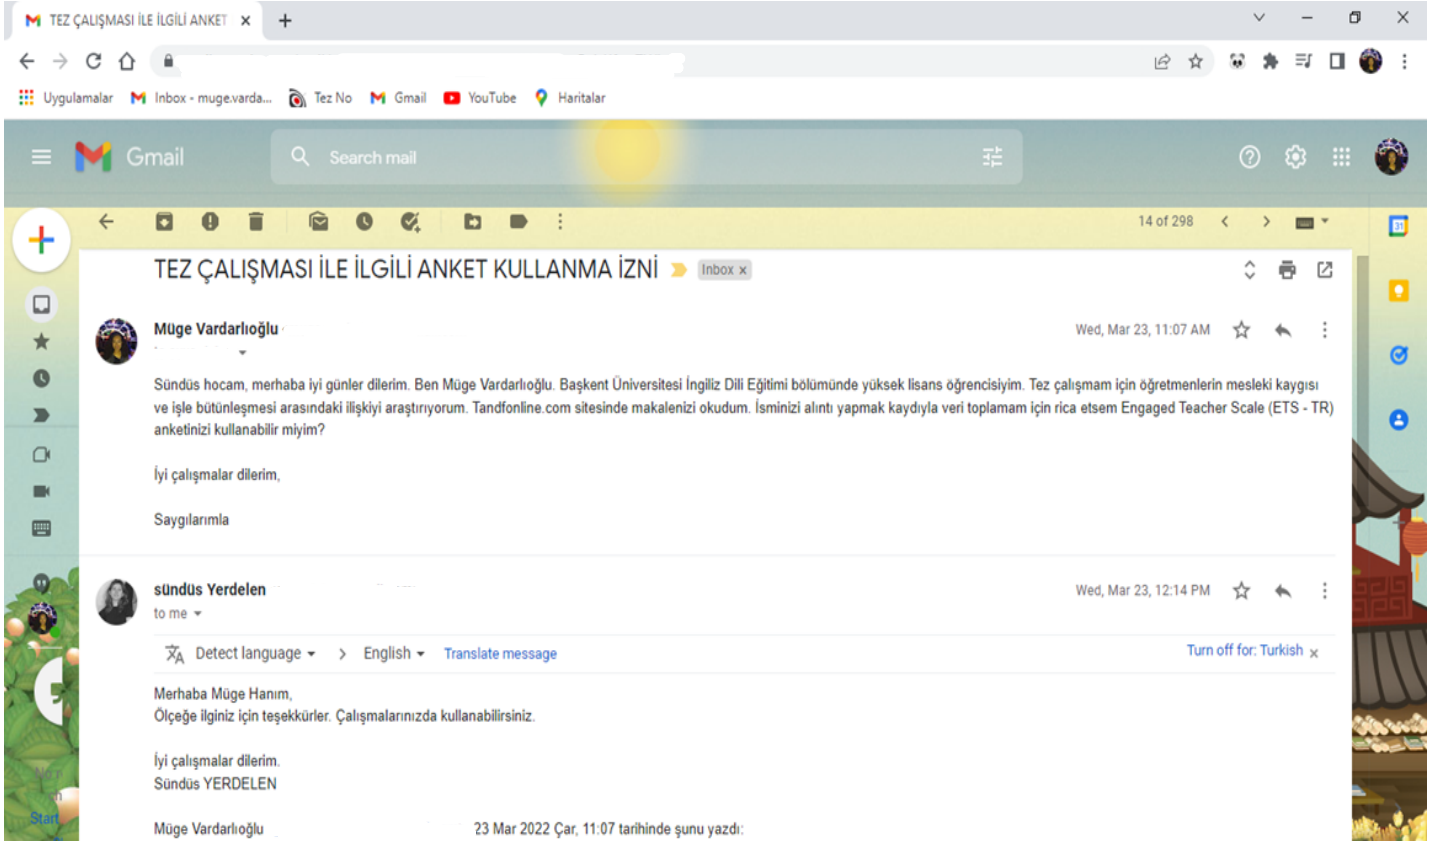 TEZ ÇALIŞMASI İLE İLGİLİ ANKET
Uygulamalar
Inbox - muge.varda...
Tez No
Gmail
YouTube
Haritalar
Gmail
Search mail
14 of 298
31
TEZ ÇALIŞMASI İLE İLGİLİ ANKET KULLANMA İZNİ
Inbox x
Müge Vardarlıoğlu
Wed, Mar 23, 11:07 AM
Sündüs hocam, merhaba iyi günler dilerim. Ben Müge Vardarlıoğlu. Başkent Üniversitesi İngiliz Dili Eğitimi bölümünde yüksek lisans öğrencisiyim. Tez çalışmam için öğretmenlerin mesleki kaygısı
ve işle bütünleşmesi arasındaki ilişkiyi araştırıyorum. Tandfonline.com sitesinde makalenizi okudum. İsminizi alıntı yapmak kaydıyla veri toplamam için rica etsem Engaged Teacher Scale (ETS - TR)
anketinizi kullanabilir miyim?
İyi çalışmalar dilerim,
Saygılarımla
sündüs Yerdelen
Wed, Mar 23, 12:14 PM
to me
Detect language
English
Translate message
Turn off for: Turkish x
Merhaba Müge Hanım,
Ölçeğe ilginiz için teşekkürler. Çalışmalarınızda kullanabilirsiniz.
İyi çalışmalar dilerim.
Sündüs YERDELEN
Start
Müge Vardarlıoğlu
23 Mar 2022 Çar, 11:07 tarihinde şunu yazdı: